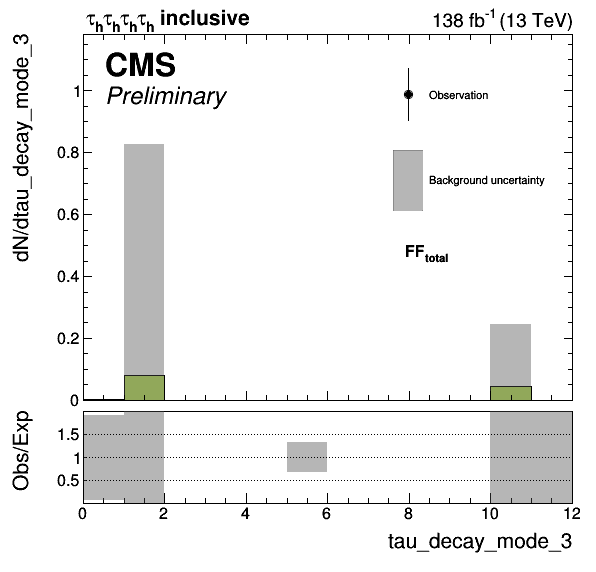 τhτhτhτh inclusive 138 fb-1 (13 TeV)
CMS
Preliminary
Observation
Background uncertainty
FFtotal
dN/dtau_decay_mode_3
1
0.8
0.6
0.4
0.2
0
Obs/Exp
1.5
1
0.5
0 2 4 6 8 10 12
tau_decay_mode_3